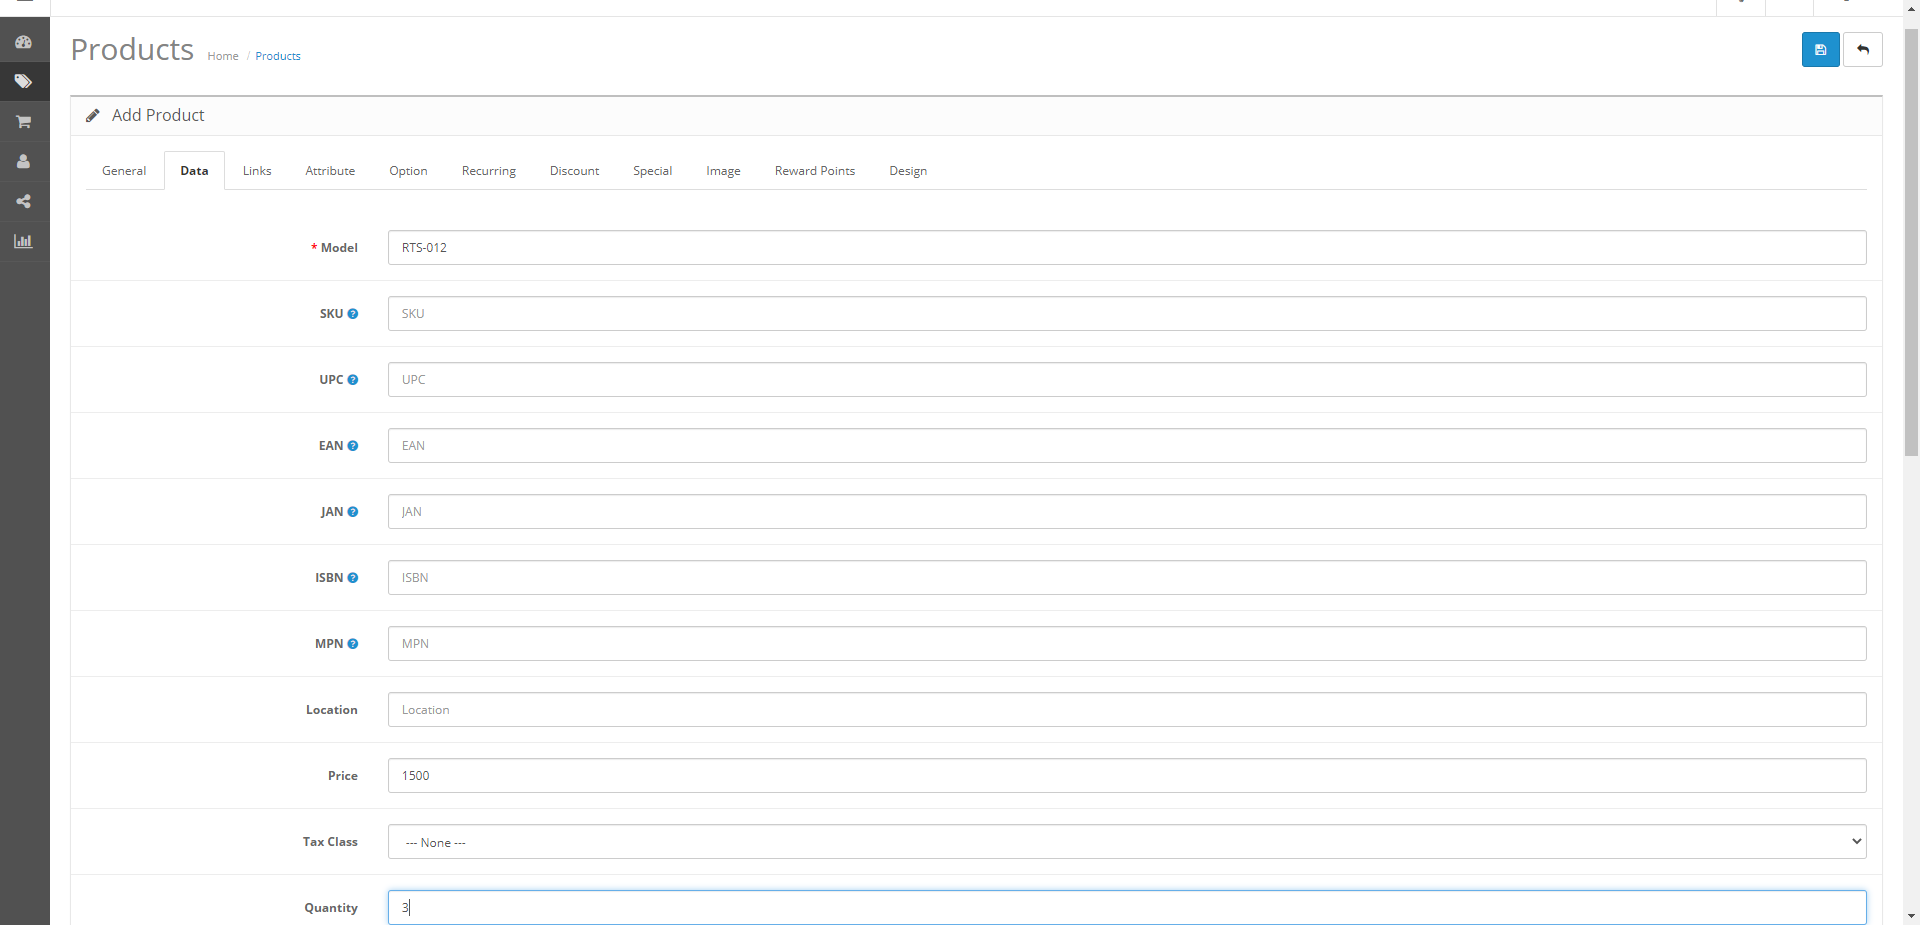 Products Home / Products
Add Product
General Data Links Attribute Option Recurring Discount Special Image Reward Points Design
* Model RTS-012
SKU SKU
UPC UPC
EAN EAN
JAN JAN
ISBN ISBN
MPN MPN
Location Location
Price 1500
Tax Class --- None ---
Quantity 3